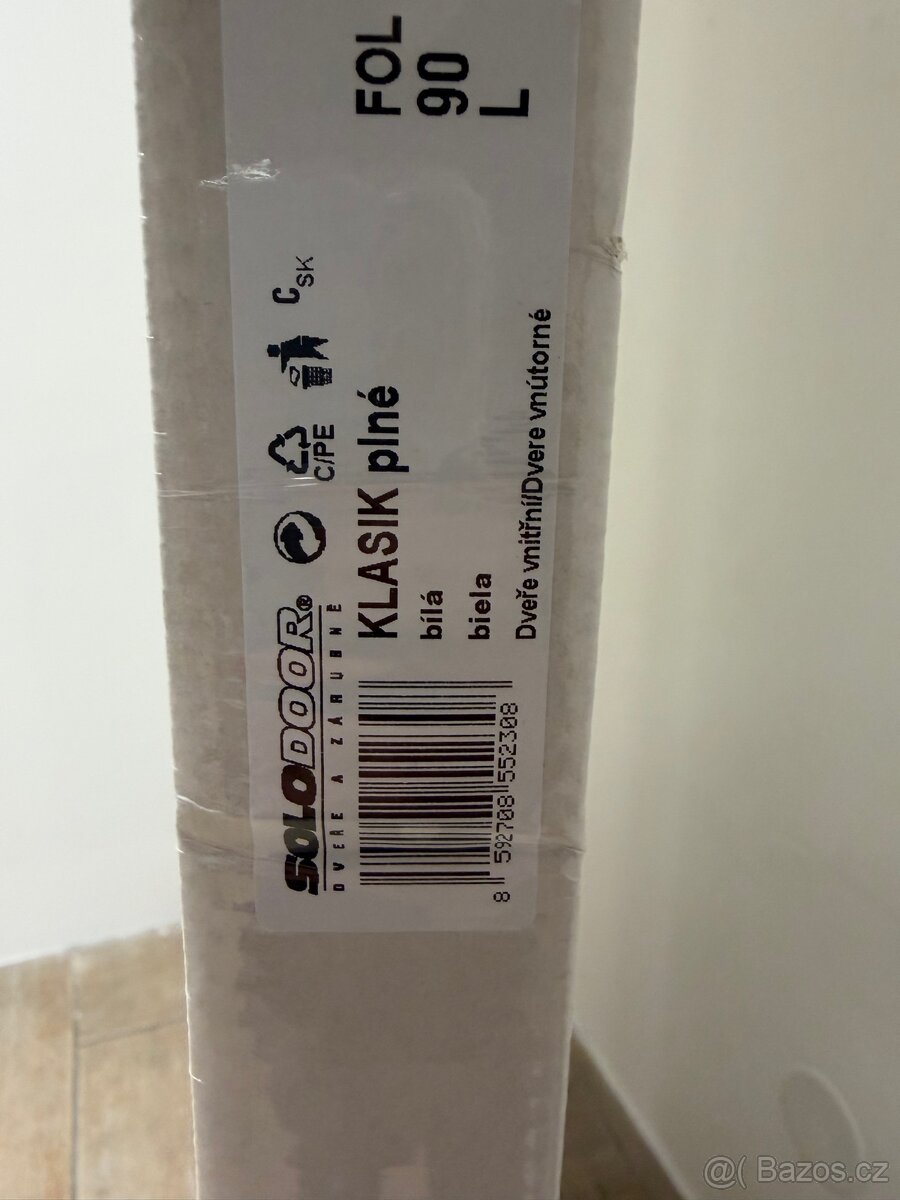 SOLODOOR®
DVEŘE A ZÁRUBNĚ
C/PE
CSK
KLASIK plné
FOL
bílá
90
biela
L
Dveře vnitřní/Dvere vnútorné
8 592708 552308
@( Bazos.cz